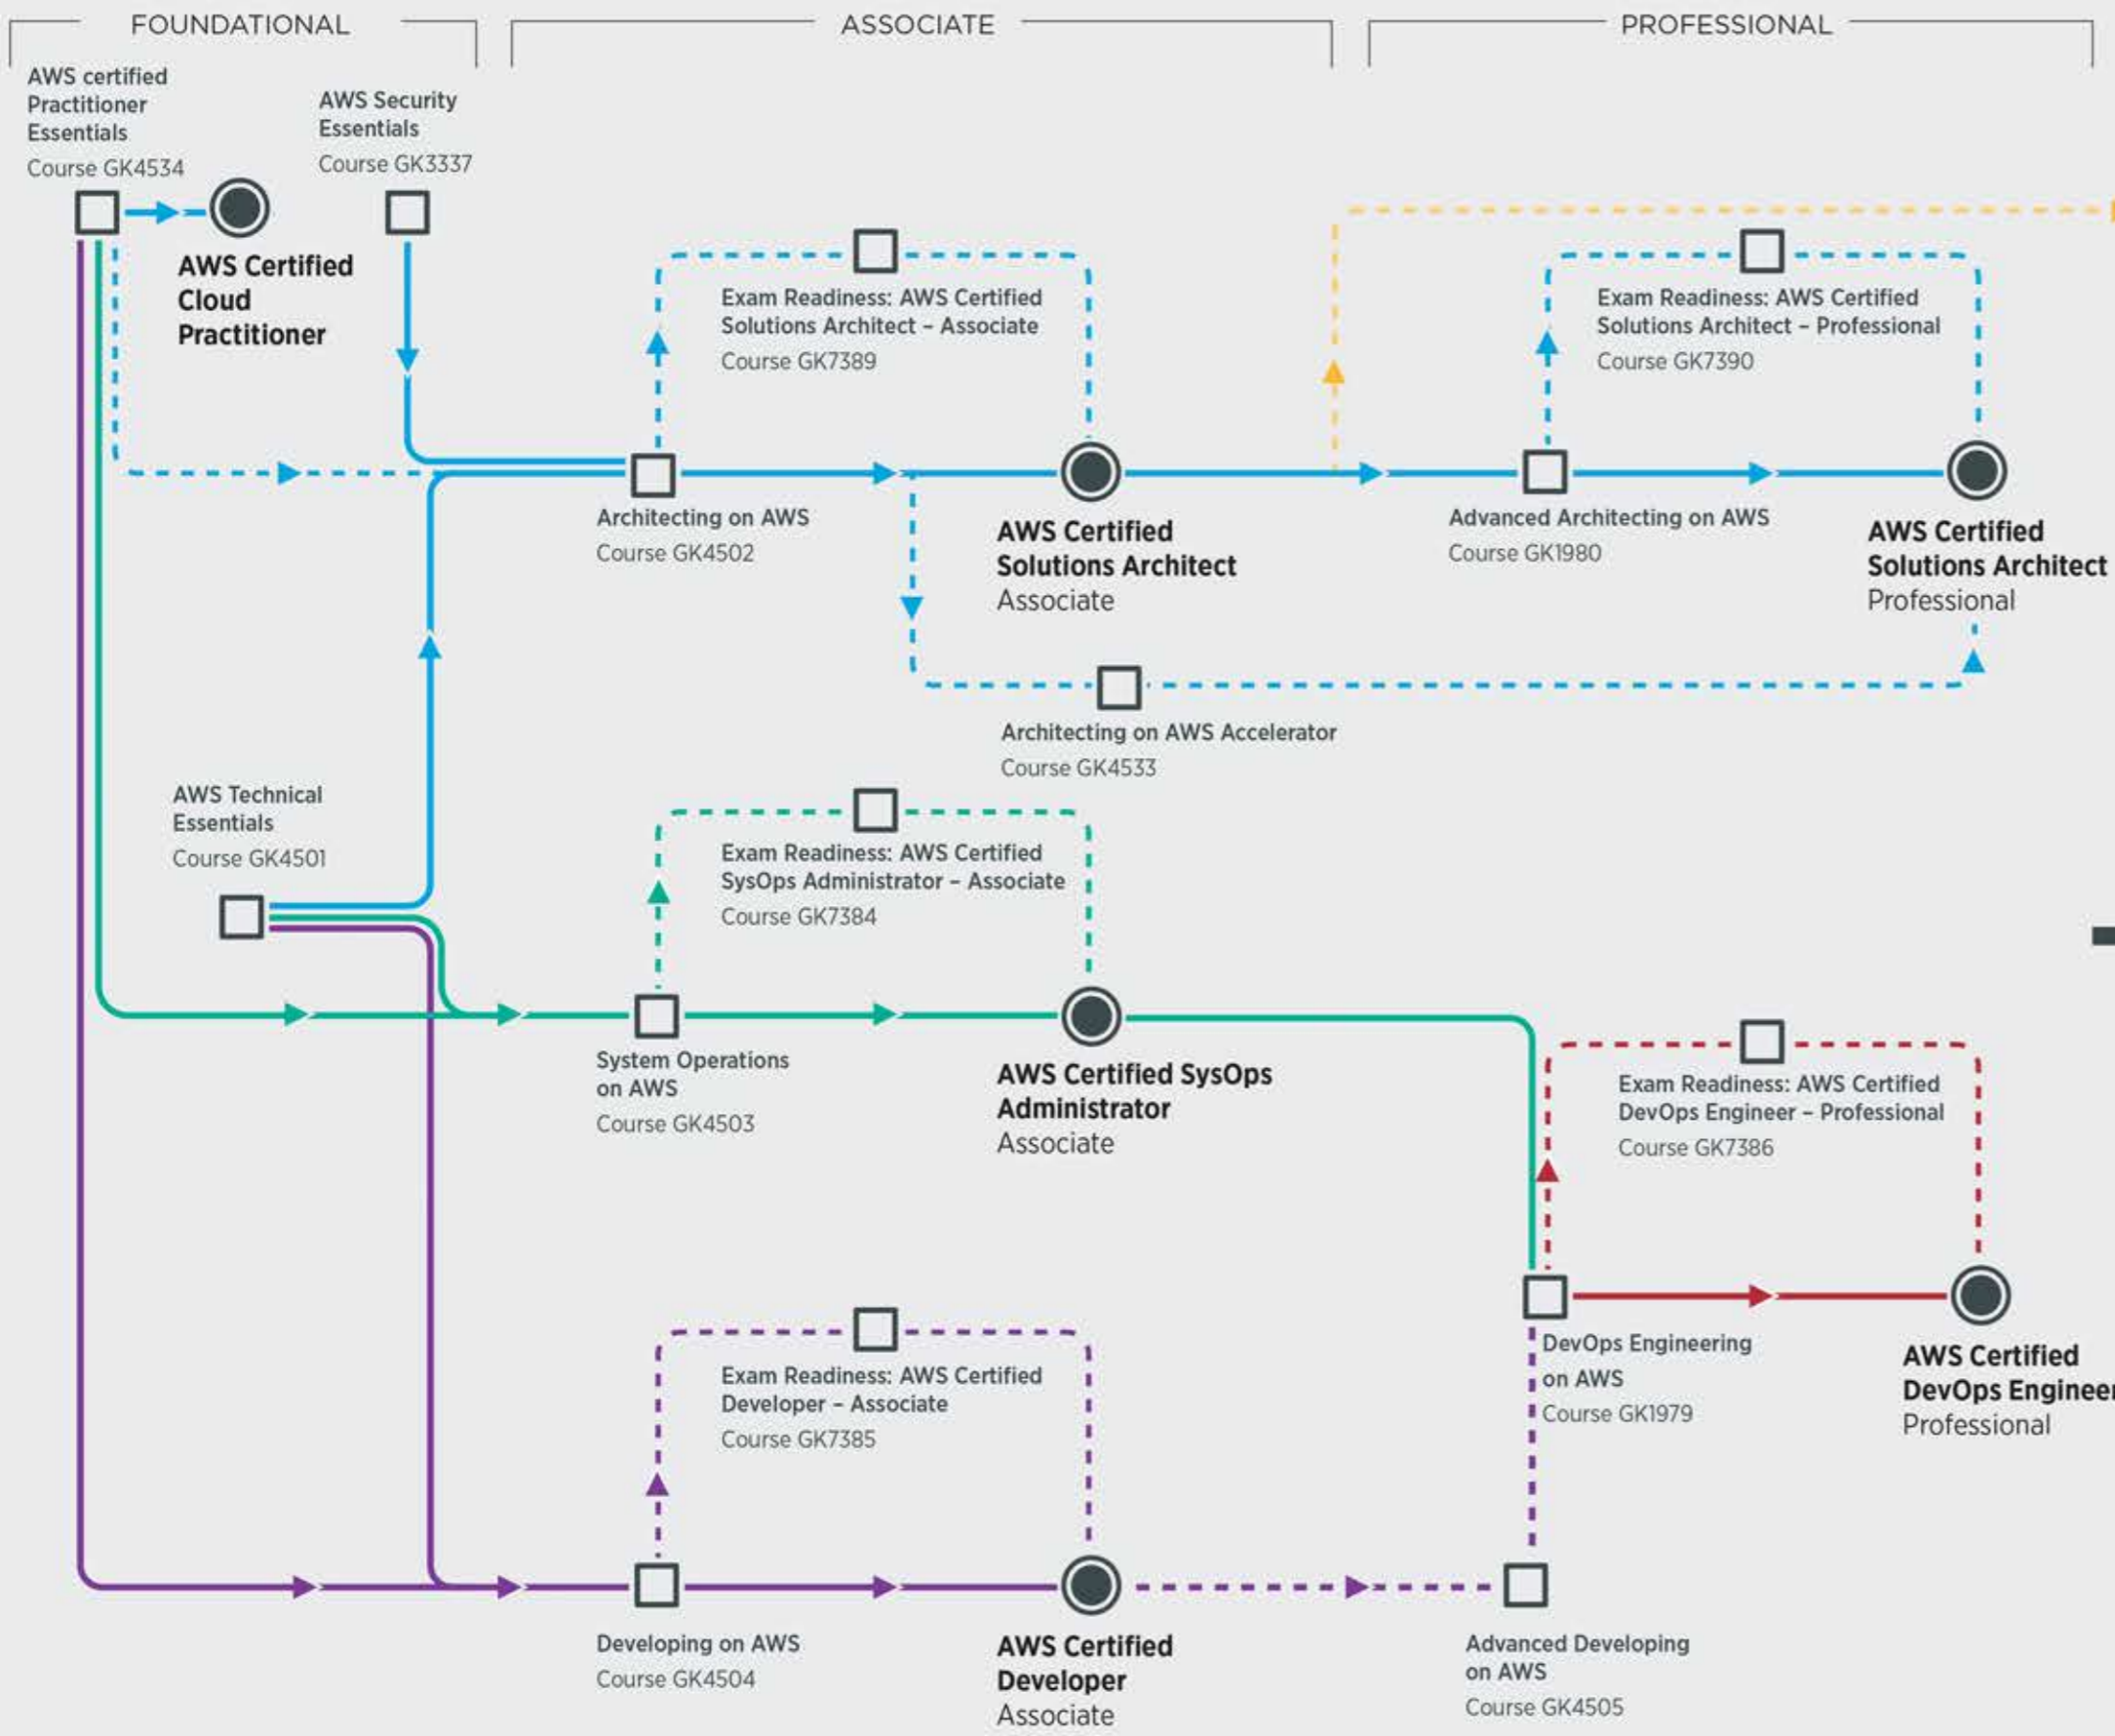 FOUNDATIONAL
ASSOCIATE
PROFESSIONAL
AWS certified
Practitioner
Essentials
Course GK4534
AWS Security
Essentials
Course GK3337
AWS Certified
Cloud
Practitioner
Exam Readiness: AWS Certified
Solutions Architect – Associate
Course GK7389
Exam Readiness: AWS Certified
Solutions Architect – Professional
Course GK7390
Architecting on AWS
Course GK4502
AWS Certified
Solutions Architect
Associate
Advanced Architecting on AWS
Course GK1980
AWS Certified
Solutions Architect
Professional
Architecting on AWS Accelerator
Course GK4533
AWS Technical
Essentials
Course GK4501
Exam Readiness: AWS Certified
SysOps Administrator – Associate
Course GK7384
System Operations
on AWS
Course GK4503
AWS Certified SysOps
Administrator
Associate
Exam Readiness: AWS Certified
DevOps Engineer – Professional
Course GK7386
DevOps Engineering
on AWS
Course GK1979
AWS Certified
DevOps Engineer
Professional
Exam Readiness: AWS Certified
Developer – Associate
Course GK7385
Developing on AWS
Course GK4504
AWS Certified
Developer
Associate
Advanced Developing
on AWS
Course GK4505